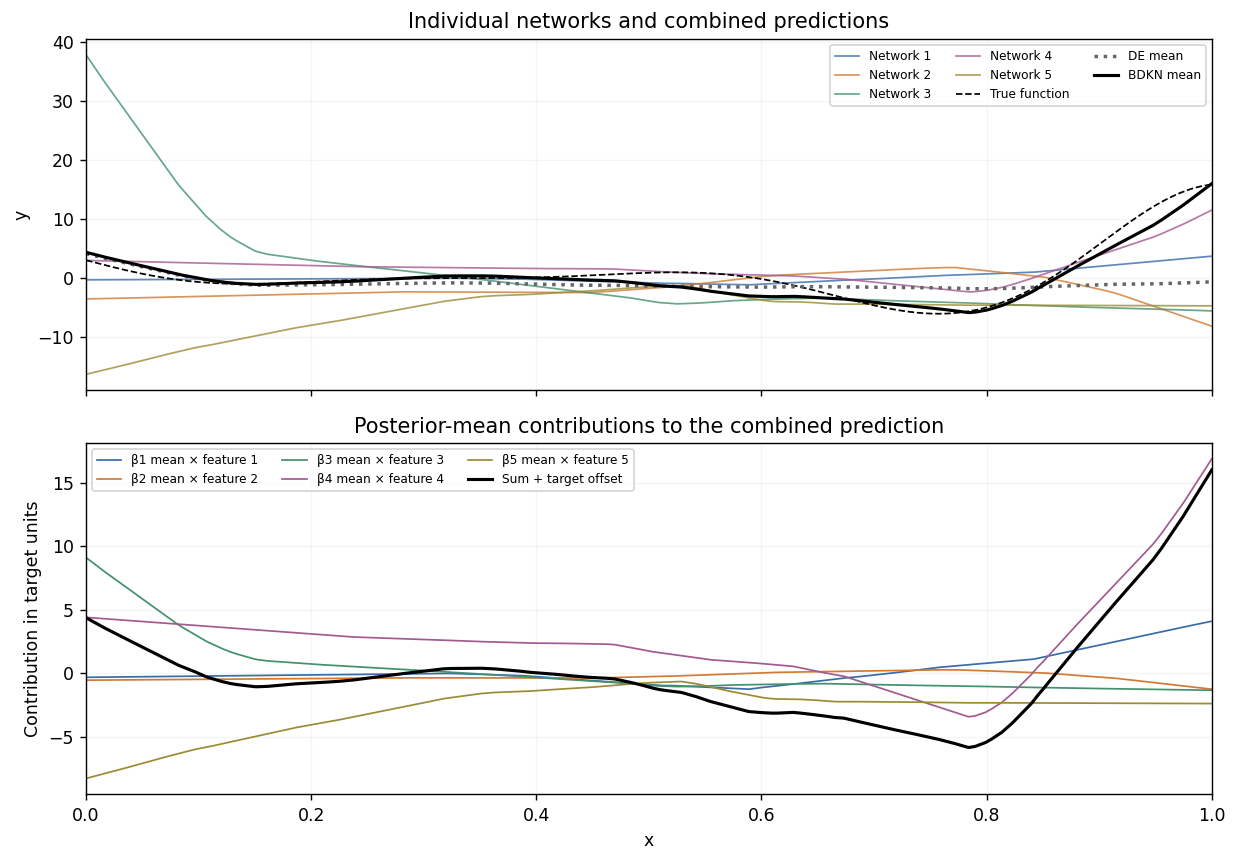 Individual networks and combined predictions
40
30
20
10
0
−10
y
Network 1
Network 2
Network 3
Network 4
Network 5
True function
DE mean
BDKN mean
Posterior-mean contributions to the combined prediction
15
10
5
0
−5
Contribution in target units
β1 mean × feature 1
β2 mean × feature 2
β3 mean × feature 3
β4 mean × feature 4
β5 mean × feature 5
Sum + target offset
0.0 0.2 0.4 0.6 0.8 1.0
x